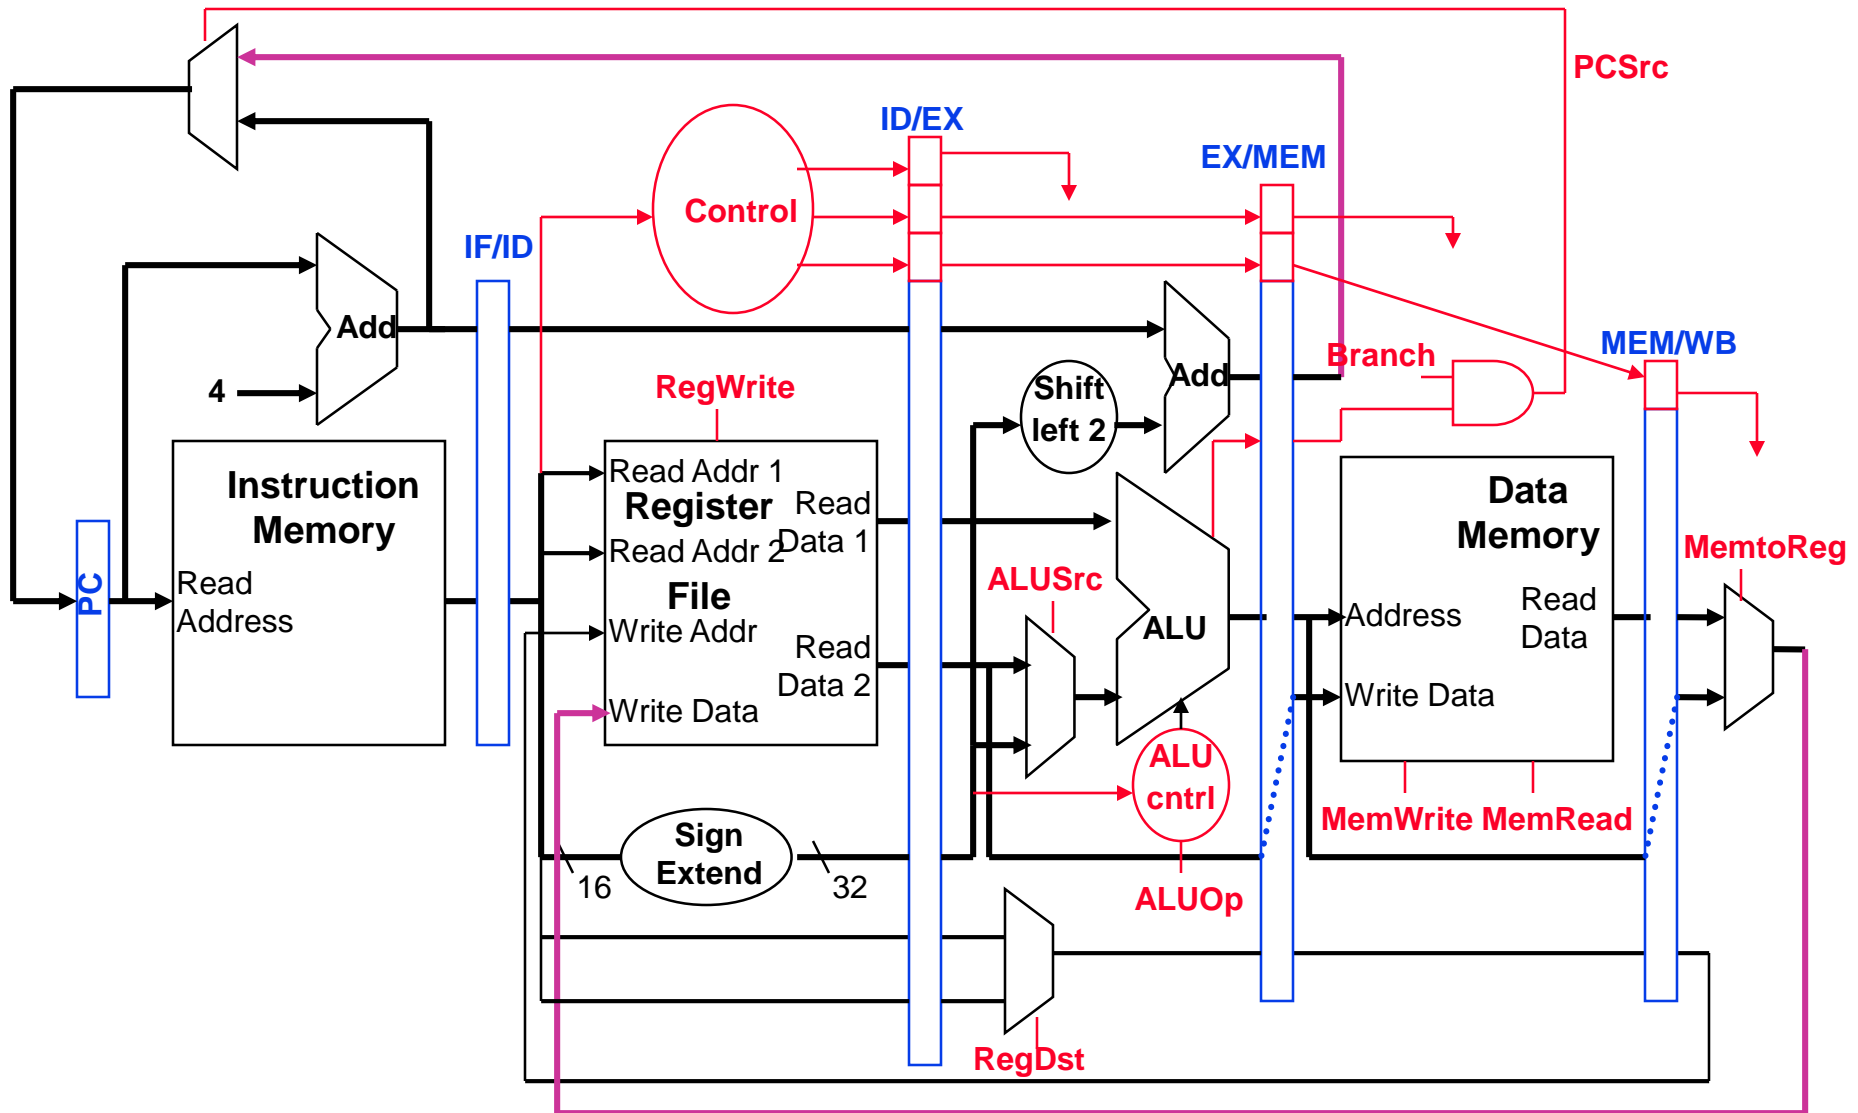 PCSrc
ID/EX
EX/MEM
Control
IF/ID
Add
4
RegWrite
Shift
left 2
Add
Branch
MEM/WB
Instruction
Memory
Read
Address
PC
Read Addr 1
Register
Read
Data 1
Read Addr 2
File
Write Addr
Read
Data 2
Write Data
ALUSrc
ALU
Data
Memory
MemtoReg
Address
Read
Data
Write Data
ALU
cntrl
MemWrite
MemRead
Sign
Extend
16
32
ALUOp
RegDst